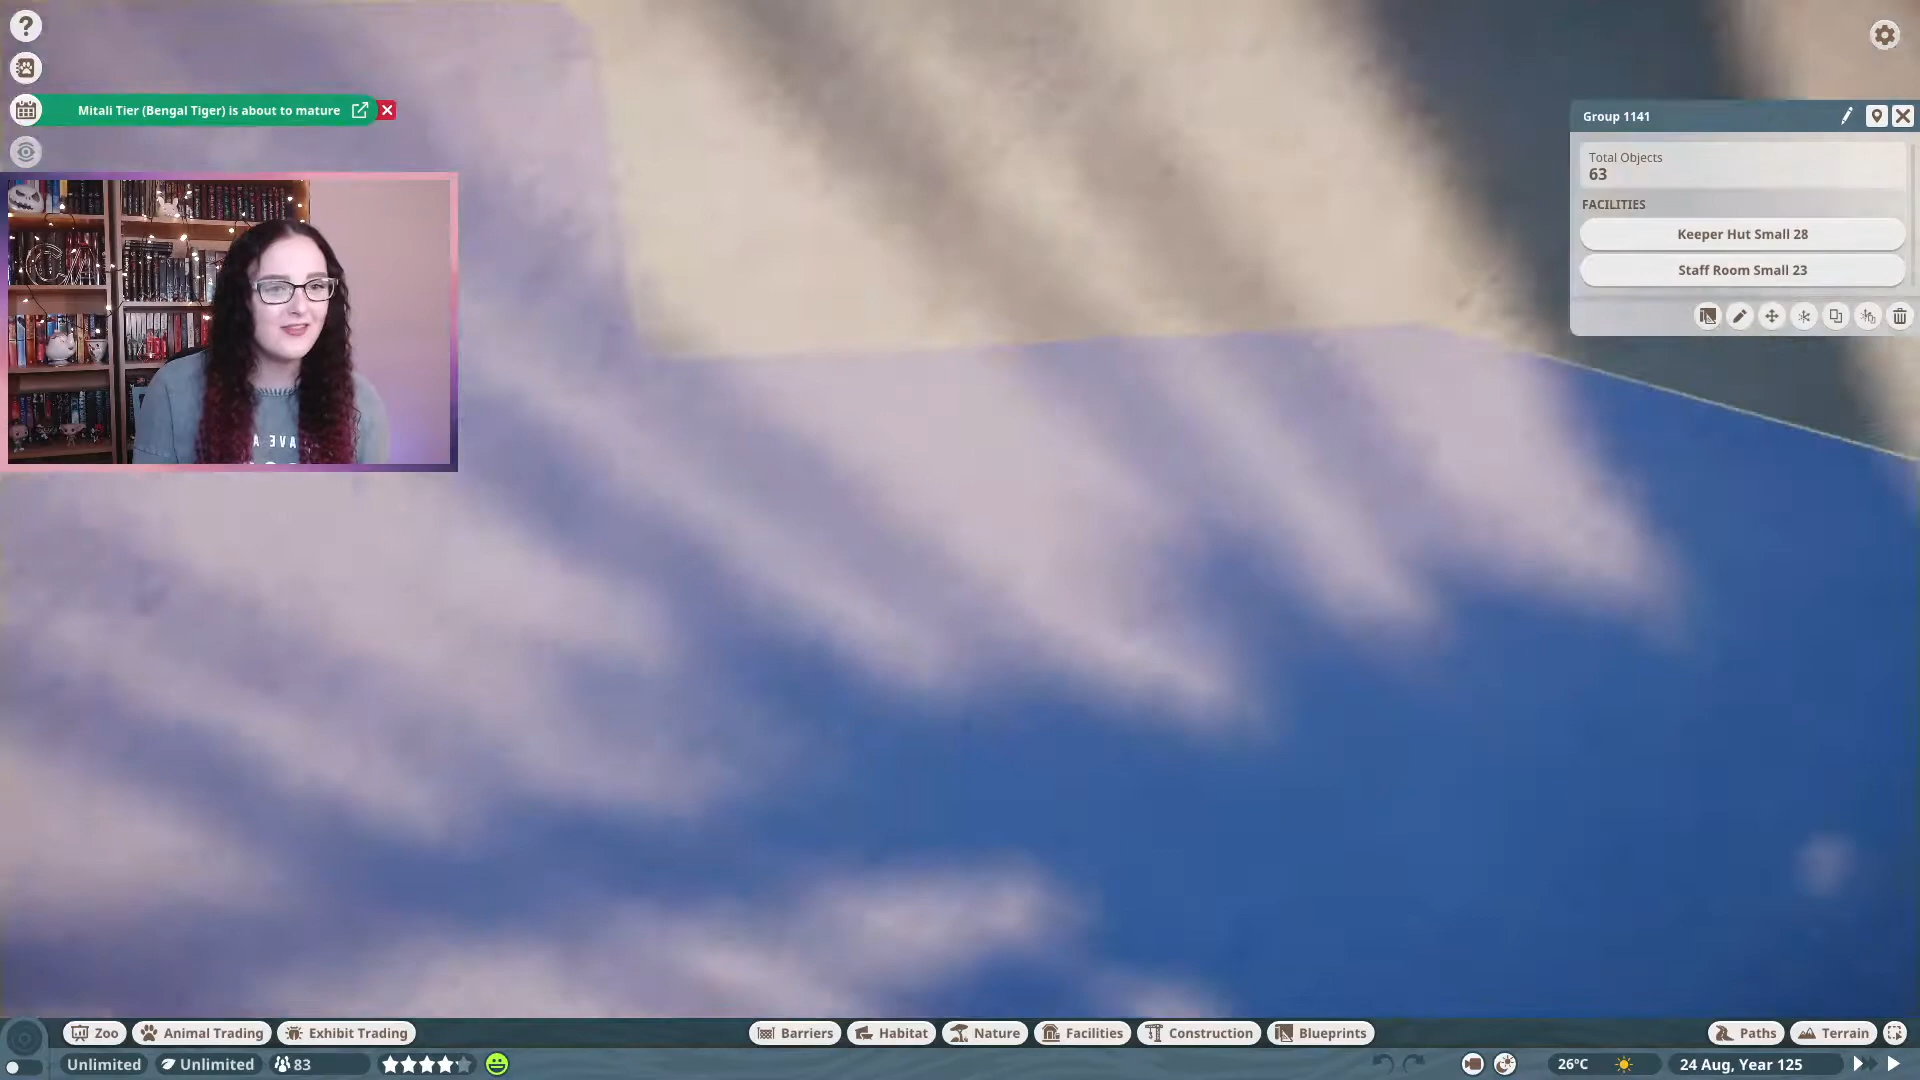 ?
Mitali Tier (Bengal Tiger) is about to mature
Group 1141
Total Objects
63
FACILITIES
Keeper Hut Small 28
Staff Room Small 23
Zoo
Animal Trading
Exhibit Trading
Barriers
Habitat
Nature
Facilities
Construction
Blueprints
Paths
Terrain
Unlimited
Unlimited
83
26°C
24 Aug, Year 125